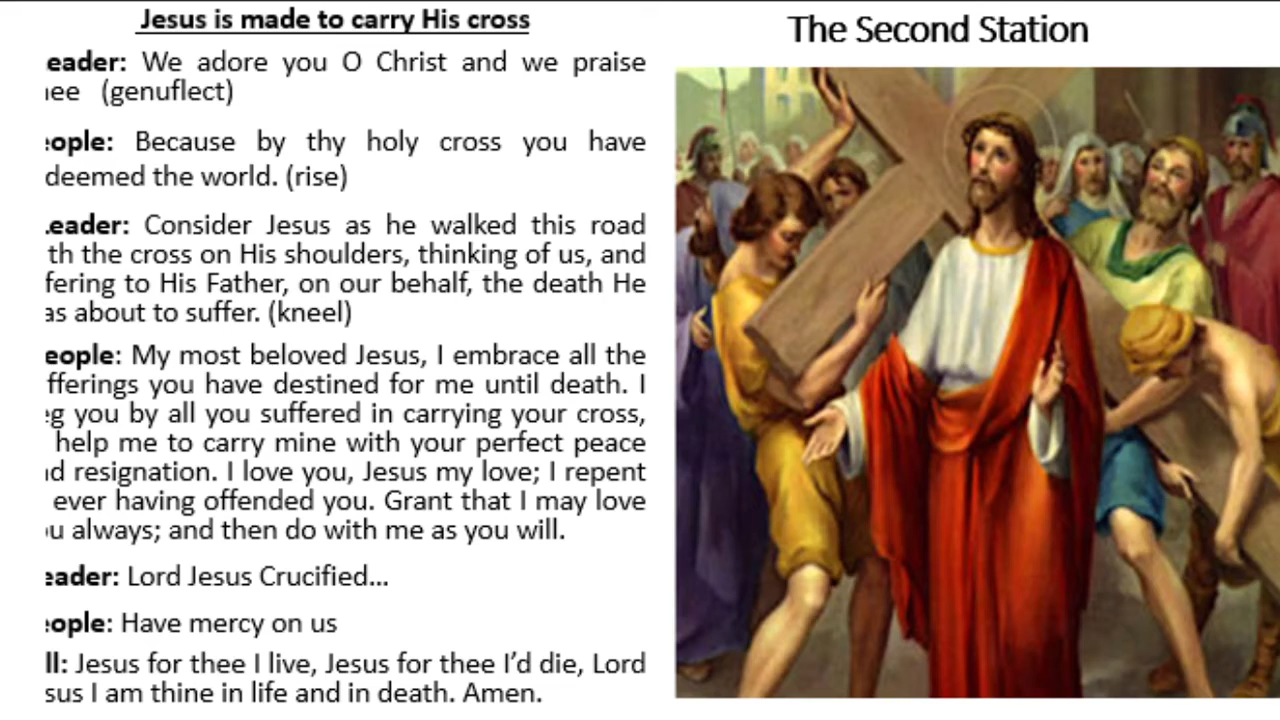 Jesus is made to carry His cross
The Second Station
eader: We adore you O Christ and we praise
ee (genuflect)
eople: Because by thy holy cross you have
deemed the world. (rise)
eader: Consider Jesus as he walked this road
th the cross on His shoulders, thinking of us, and
fering to His Father, on our behalf, the death He
as about to suffer. (kneel)
eople: My most beloved Jesus, I embrace all the
fferings you have destined for me until death. I
eg you by all you suffered in carrying your cross,
help me to carry mine with your perfect peace
d resignation. I love you, Jesus my love; I repent
ever having offended you. Grant that I may love
u always; and then do with me as you will.
eader: Lord Jesus Crucified...
eople: Have mercy on us
ll: Jesus for thee I live, Jesus for thee I'd die, Lord
sus I am thine in life and in death. Amen.